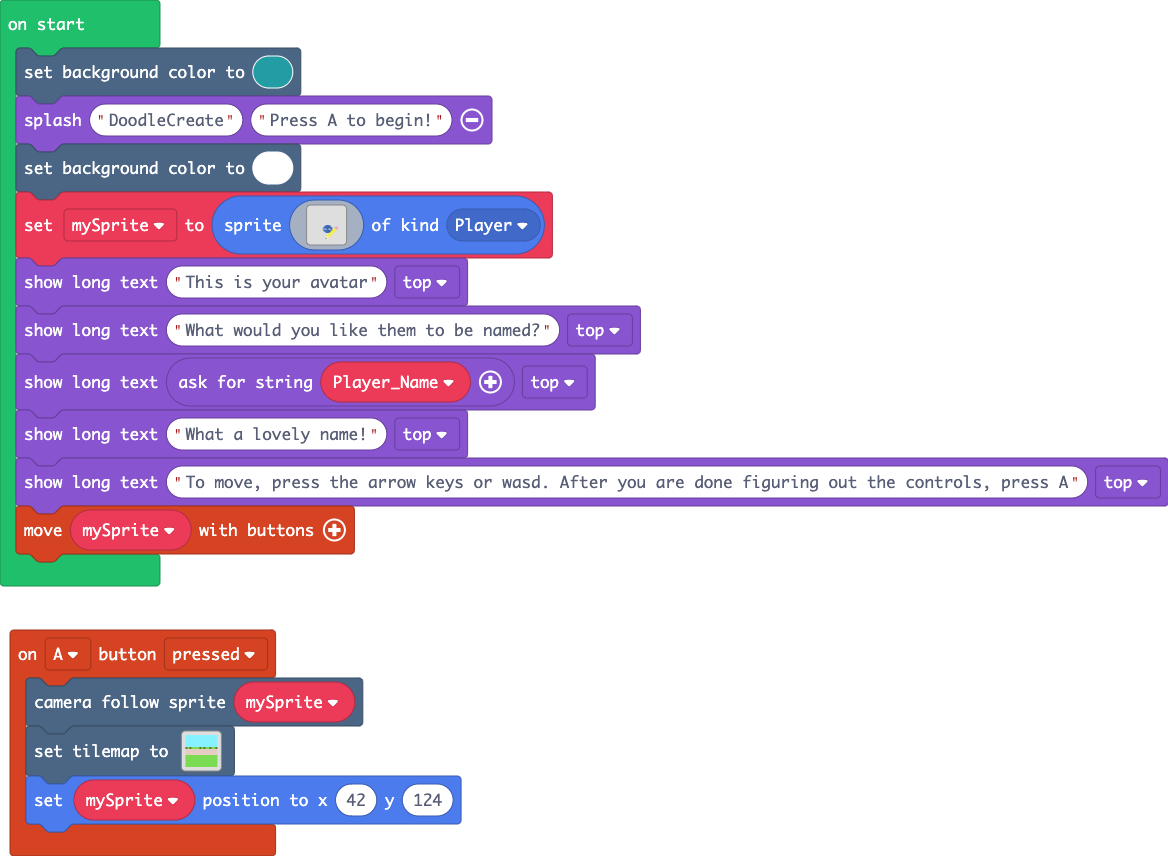 on start
set background color to
splash "DoodleCreate" "Press A to begin!"
set background color to
set mySprite to sprite of kind Player
show long text "This is your avatar" top
show long text "What would you like them to be named?" top
show long text ask for string Player_Name top
show long text "What a lovely name!" top
show long text "To move, press the arrow keys or wasd. After you are done figuring out the controls, press A" top
move mySprite with buttons
on A button pressed
camera follow sprite mySprite
set tilemap to
set mySprite position to x 42 y 124